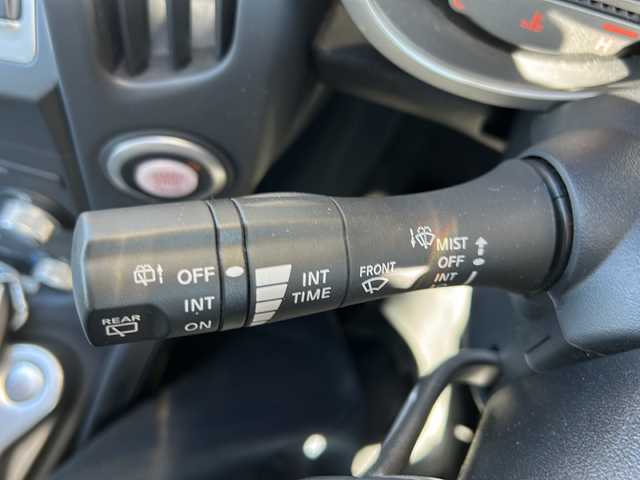 OFF
INT
ON
REAR
INT
TIME
FRONT
MIST
OFF
INT
H